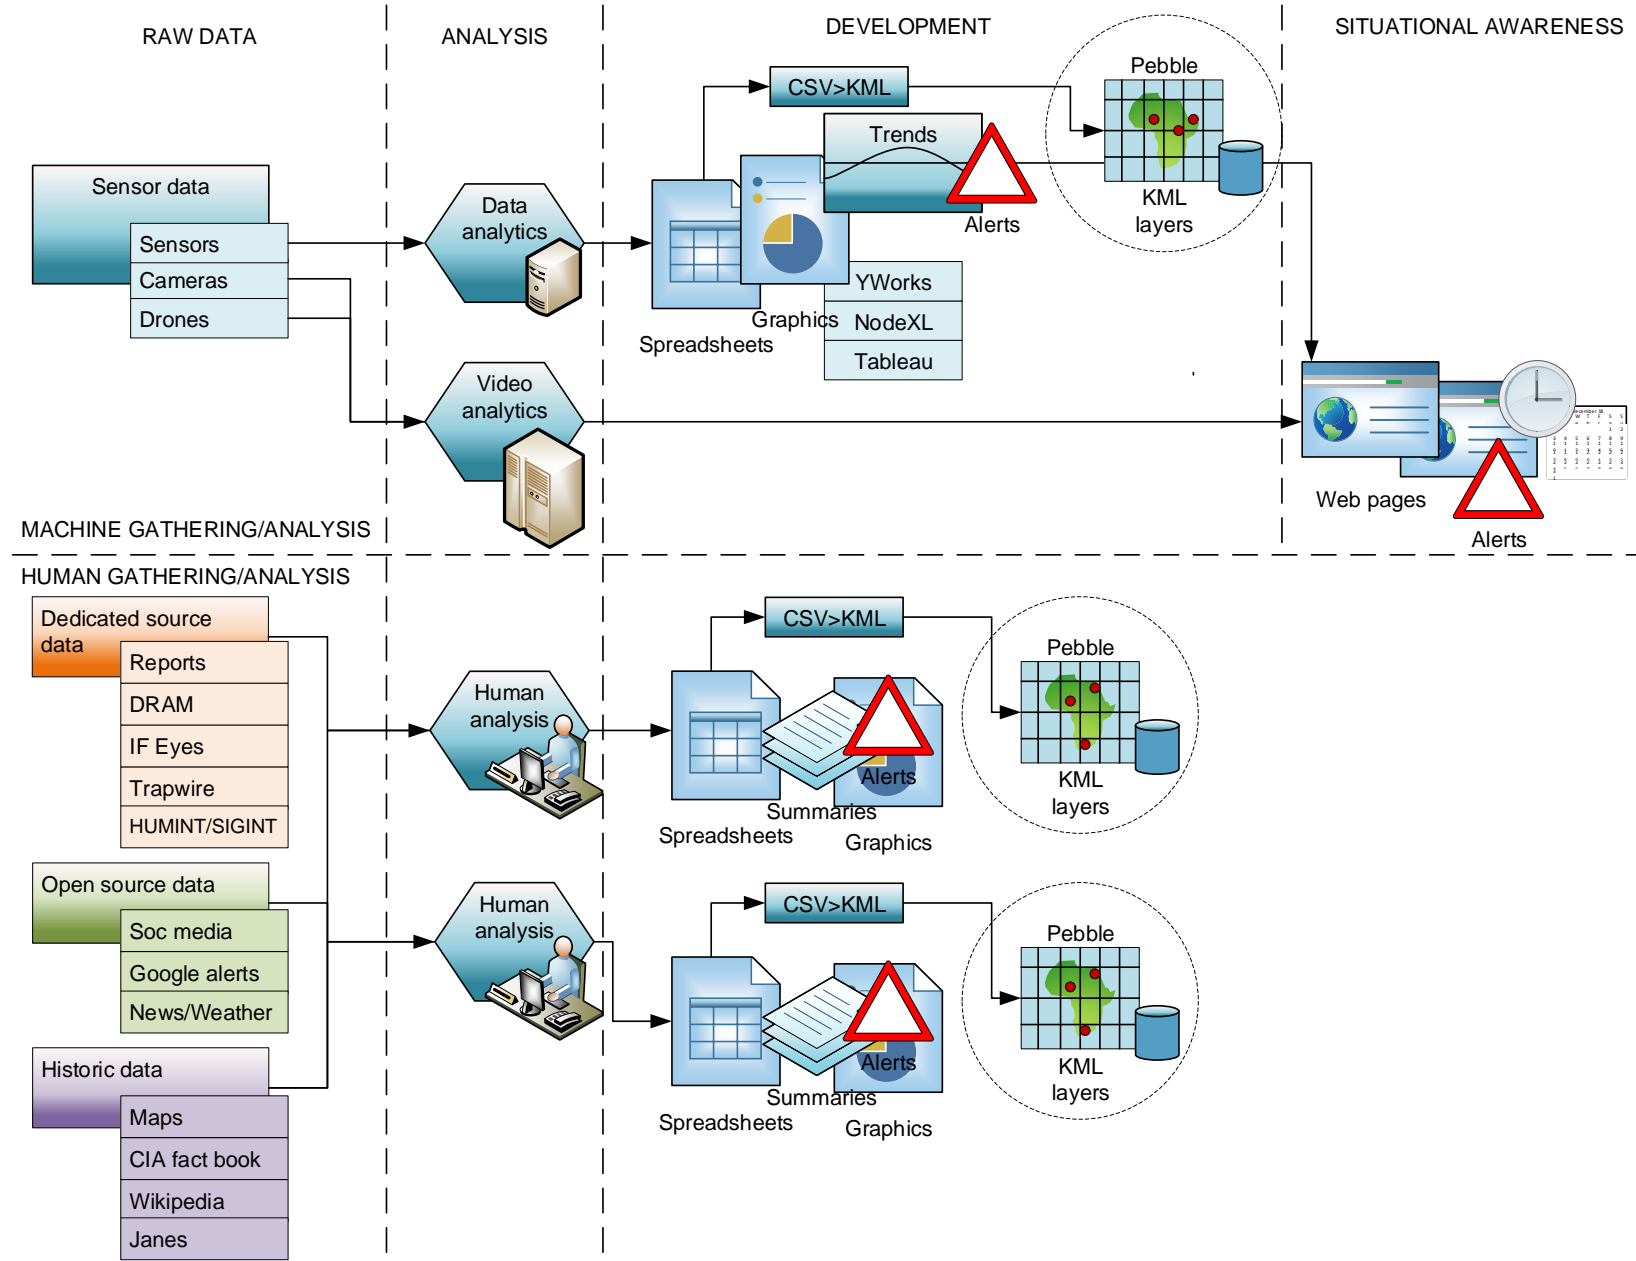 RAW DATA
ANALYSIS
DEVELOPMENT
SITUATIONAL AWARENESS
Sensor data
Sensors
Cameras
Drones
Data
analytics
Video
analytics
CSV>KML
Trends
Alerts
Spreadsheets
Graphics
YWorks
NodeXL
Tableau
Pebble
KML
layers
Web pages
Alerts
MACHINE GATHERING/ANALYSIS
HUMAN GATHERING/ANALYSIS
Dedicated source
data
Reports
DRAM
IF Eyes
Trapwire
HUMINT/SIGINT
Human
analysis
CSV>KML
Spreadsheets
Summaries
Alerts
Graphics
Pebble
KML
layers
Open source data
Soc media
Google alerts
News/Weather
Human
analysis
CSV>KML
Spreadsheets
Summaries
Alerts
Graphics
Pebble
KML
layers
Historic data
Maps
CIA fact book
Wikipedia
Janes